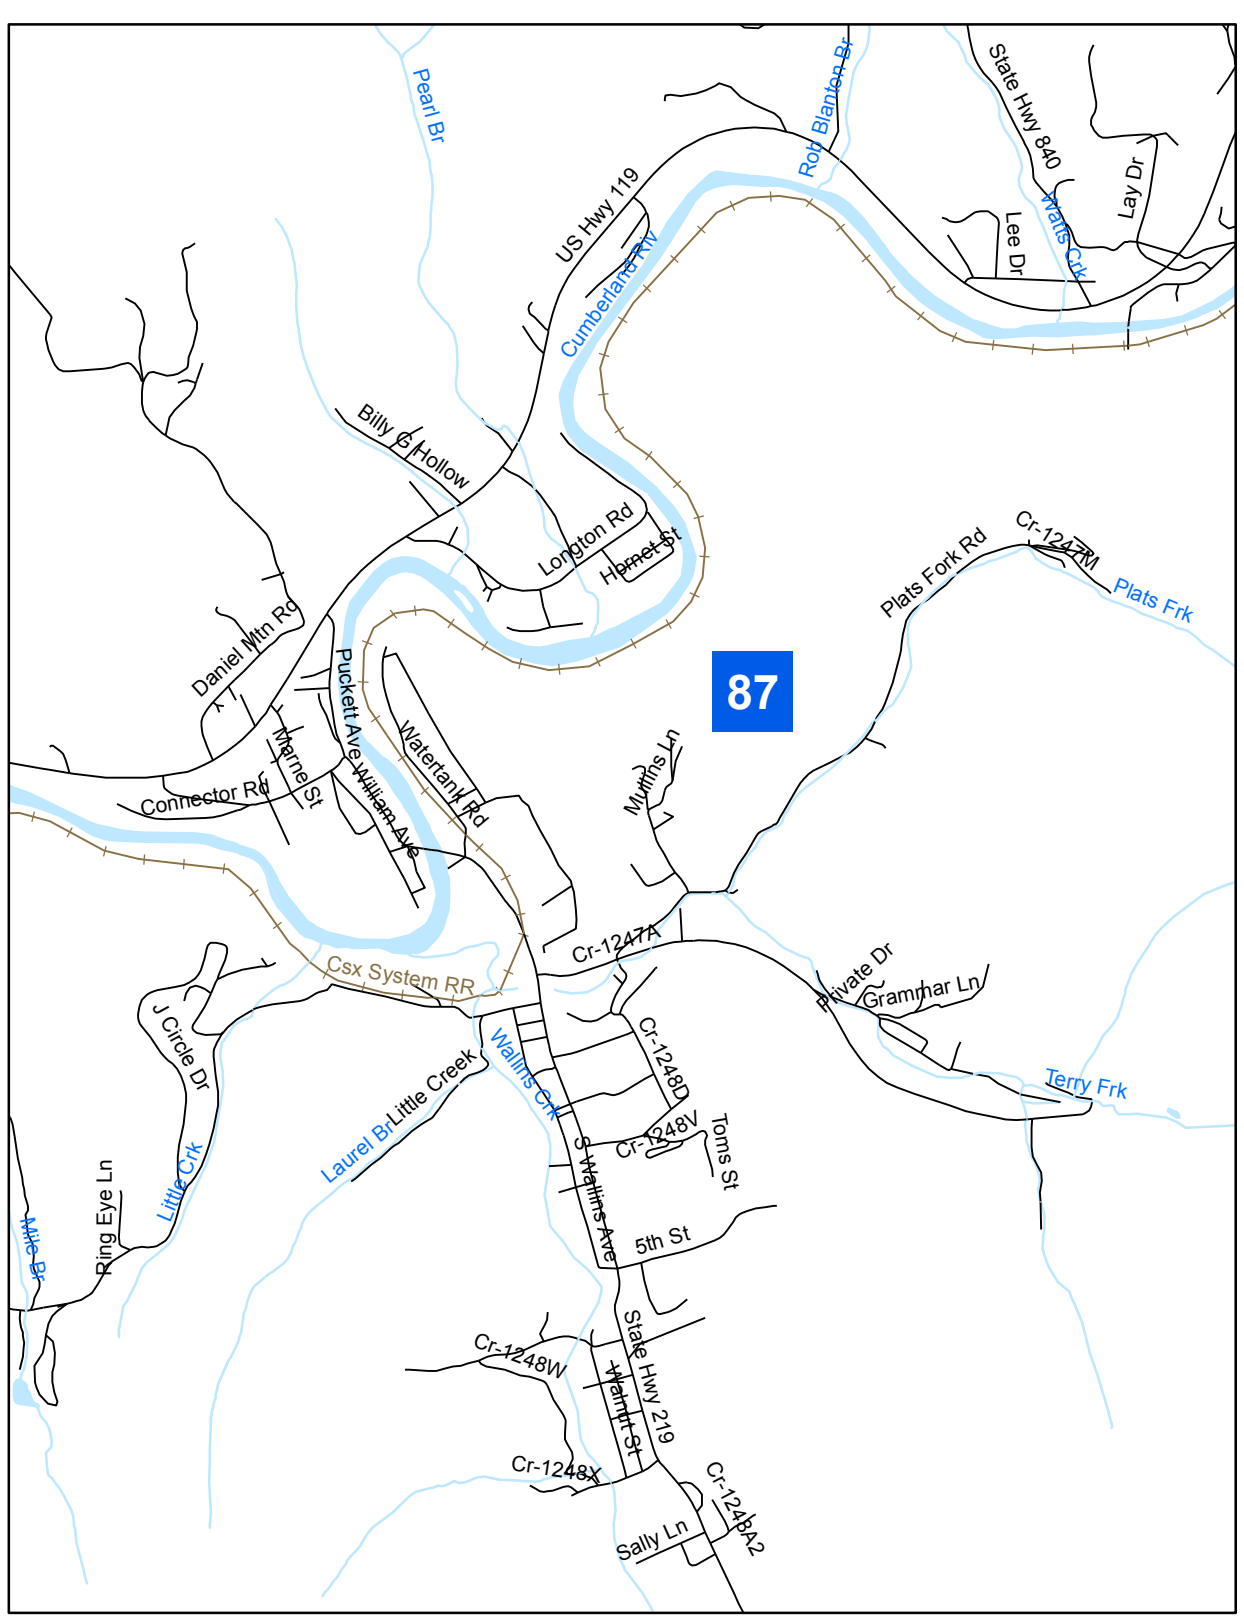 Pearl Br
Rob Blanton Br
State Hwy 840
Lay Dr
Watts Crk
Lee Dr
US Hwy 119
Cumberland Riv
Billy G Hollow
Longton Rd
Hornet St
Plats Fork Rd
Cr-1247M
Plats Frk
Daniel Mtn Rd
Puckett Ave
87
Marne St
Watertank Rd
Mullins Ln
Connector Rd
William Ave
Cr-1247A
Csx System RR
Private Dr
Grammar Ln
J Circle Dr
Wallins Crk
Cr-1248D
Little Creek
Terry Frk
Laurel Br
Cr-1248V
Toms St
Little Crk
Ring Eye Ln
S Wallins Ave
5th St
Mile Br
State Hwy 219
Cr-1248W
Walnut St
Cr-1248X
Cr-1248A2
Sally Ln